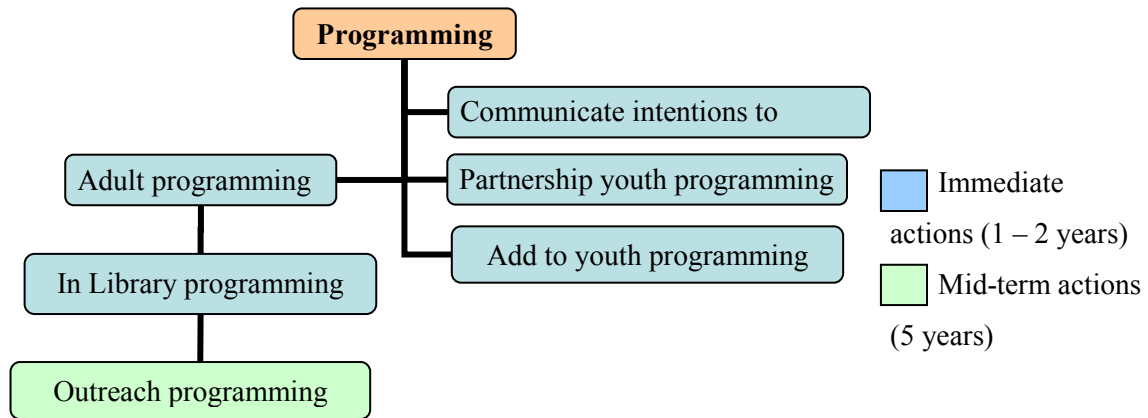 Programming
Communicate intentions to
Adult programming
Partnership youth programming
Add to youth programming
In Library programming
Outreach programming
Immediate
actions (1 – 2 years)
Mid-term actions
(5 years)